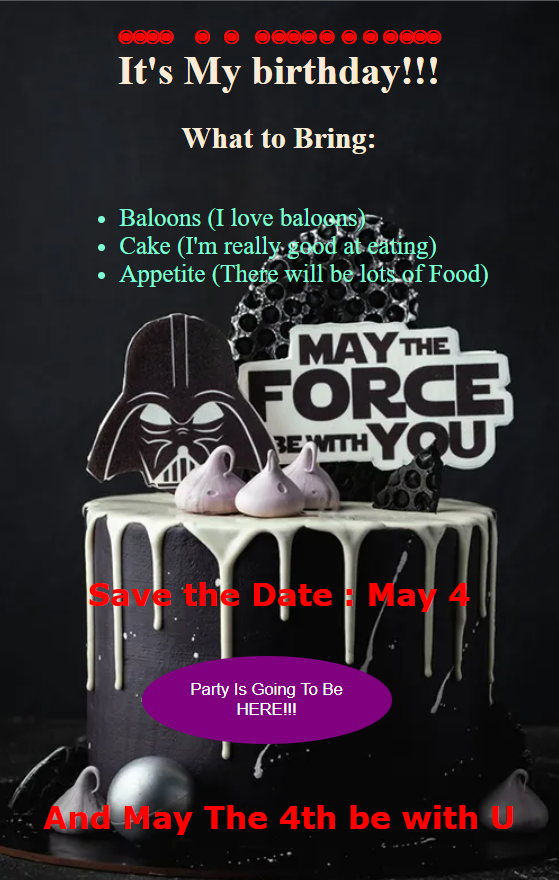 It's My birthday!!!
What to Bring:
Baloons (I love baloons)
Cake (I'm really good at eating)
Appetite (There will be lots of Food)
MAY THE
FORCE
BE WITH YOU
Save the Date : May 4
Party Is Going To Be
HERE!!!
And May The 4th be with U